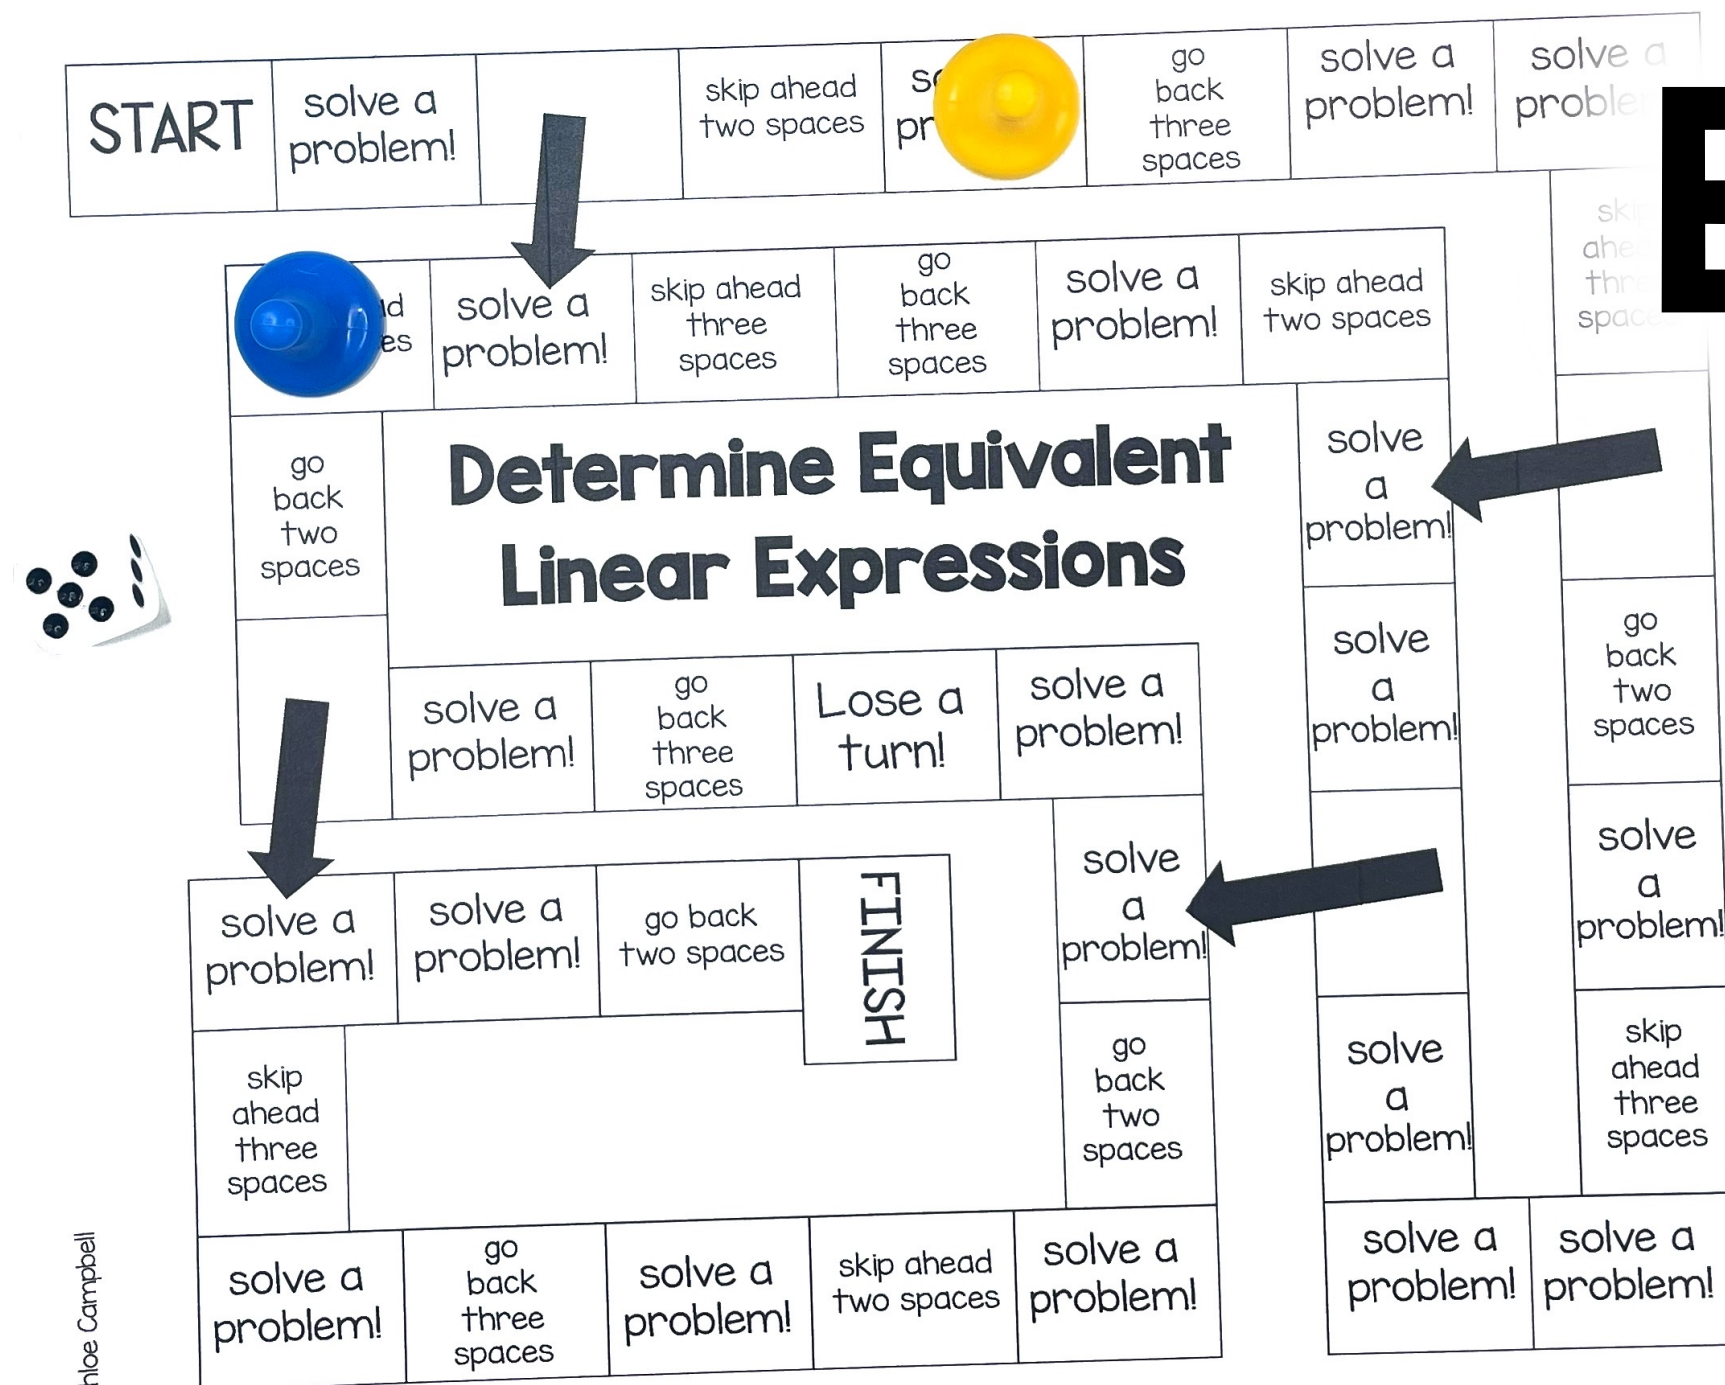 START
solve a
problem!
skip ahead
two spaces
go
back
three
spaces
solve a
problem!
solve a
skip ahead
three
spaces
solve a
problem!
skip ahead
three
spaces
go
back
three
spaces
solve a
problem!
skip ahead
two spaces
go
back
two
spaces
Determine Equivalent
Linear Expressions
solve
a
problem!
solve
a
problem!
go
back
two
spaces
solve a
problem!
go
back
three
spaces
Lose a
turn!
solve a
problem!
solve
a
problem!
solve
a
problem!
solve a
problem!
solve a
problem!
go back
two spaces
FINISH
go
back
two
spaces
solve
a
problem!
skip
ahead
three
spaces
skip
ahead
three
spaces
solve a
problem!
go
back
three
spaces
solve a
problem!
skip ahead
two spaces
solve a
problem!
solve a
problem!
solve a
problem!
Campbell